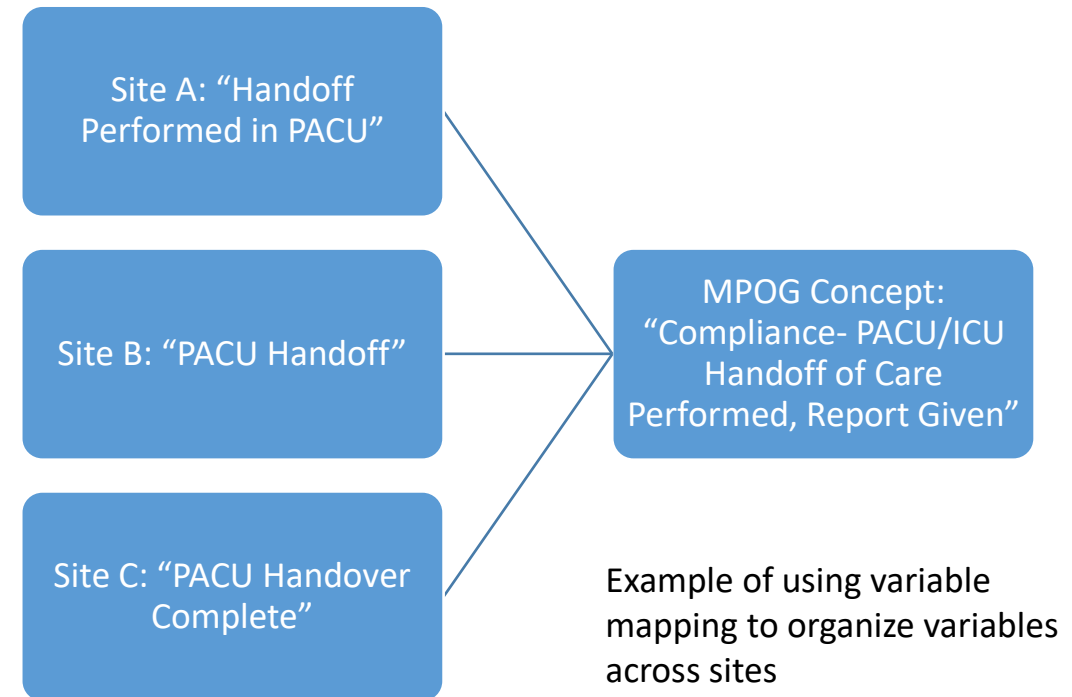 Site A: “Handoff
Performed in PACU”
Site B: “PACU Handoff”
Site C: “PACU Handover
Complete”
MPOG Concept:
“Compliance- PACU/ICU
Handoff of Care
Performed, Report Given”
Example of using variable
mapping to organize variables
across sites